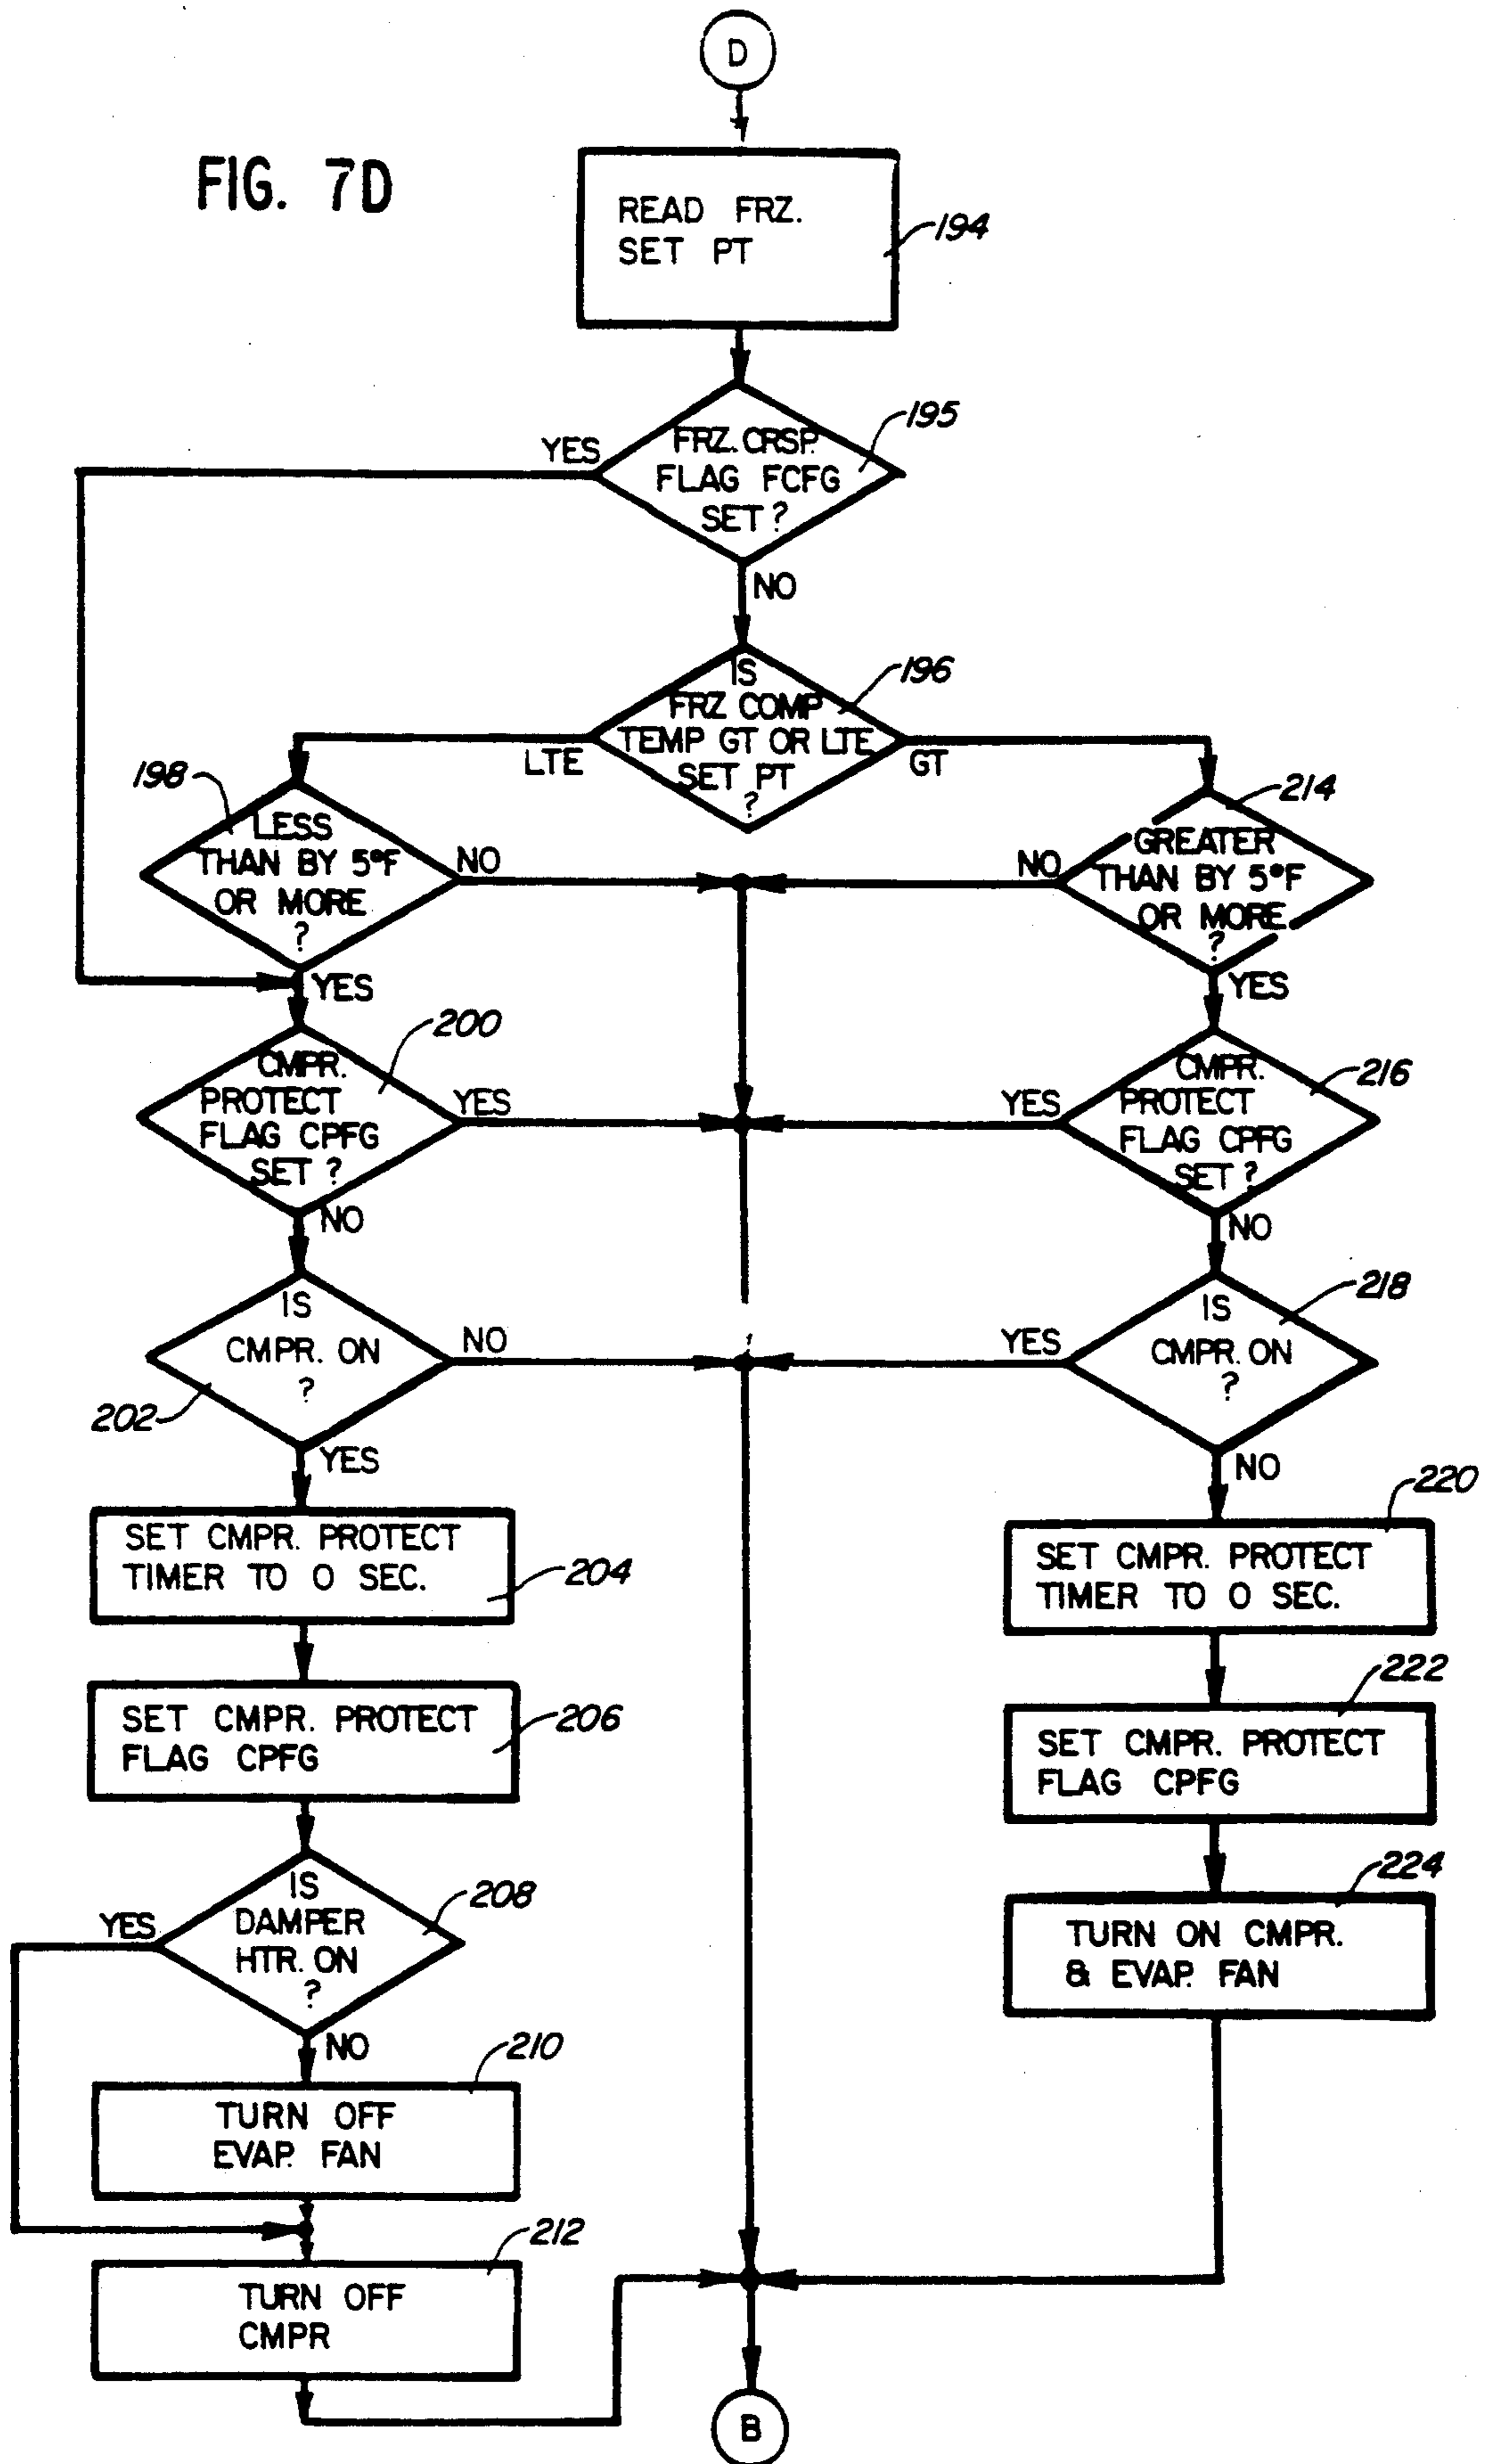 D
FIG. 7D
READ FRZ.
SET PT
194
195
YES
FRZ. CRSP.
FLAG FCFG
SET ?
NO
196
IS
FRZ COMP
TEMP GT OR LTE
SET PT
?
LTE
GT
198
LESS
THAN BY 5°F
OR MORE
?
NO
YES
214
GREATER
THAN BY 5°F
OR MORE
?
NO
YES
200
CMPR.
PROTECT
FLAG CPFG
SET ?
YES
NO
216
CMPR.
PROTECT
FLAG CPFG
SET ?
YES
NO
IS
CMPR. ON
?
202
NO
YES
218
IS
CMPR. ON
?
YES
NO
SET CMPR. PROTECT
TIMER TO 0 SEC.
204
220
SET CMPR. PROTECT
TIMER TO 0 SEC.
SET CMPR. PROTECT
FLAG CPFG
206
222
SET CMPR. PROTECT
FLAG CPFG
IS
DAMPER
HTR. ON
?
208
YES
NO
224
TURN ON CMPR.
& EVAP. FAN
210
TURN OFF
EVAP. FAN
212
TURN OFF
CMPR
B